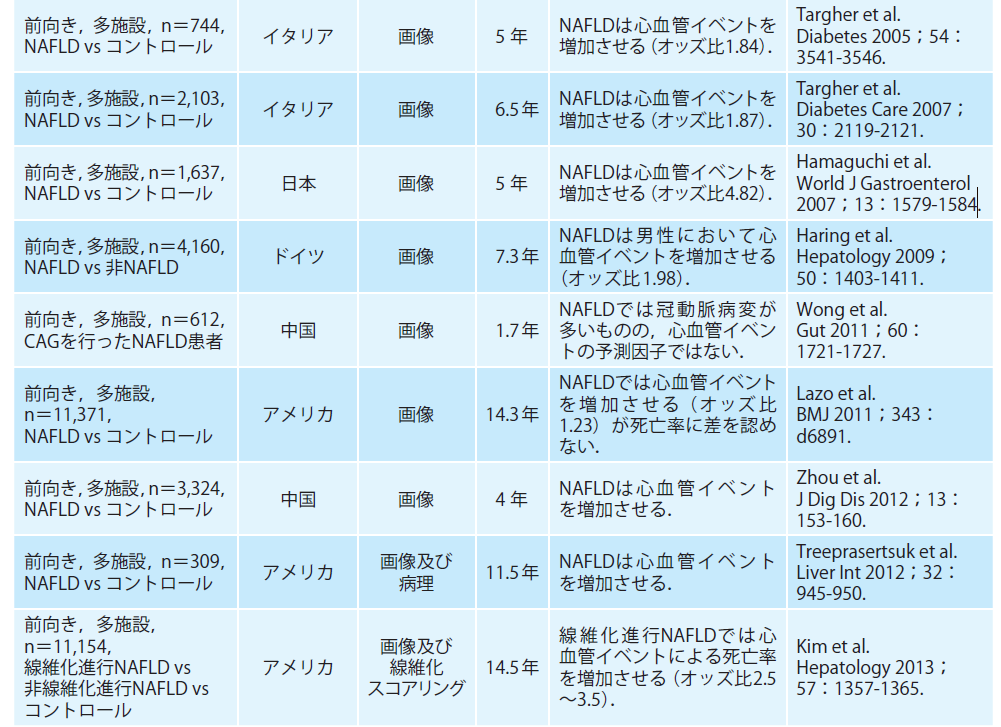 前向き，多施設，n＝744,
NAFLD vs コントロール
イタリア
画像
5 年
NAFLDは心血管イベントを
増加させる（オッズ比1.84）．
Targher et al.
Diabetes 2005；54：
3541-3546.
前向き，多施設，n＝2,103,
NAFLD vs コントロール
イタリア
画像
6.5年
NAFLDは心血管イベントを
増加させる（オッズ比1.87）．
Targher et al.
Diabetes Care 2007；
30：2119-2121.
前向き，多施設，n＝1,637,
NAFLD vs コントロール
日本
画像
5 年
NAFLDは心血管イベントを
増加させる（オッズ比4.82）．
Hamaguchi et al.
World J Gastroenterol
2007；13：1579-1584.
前向き，多施設，n＝4,160,
NAFLD vs 非NAFLD
ドイツ
画像
7.3年
NAFLDは男性において心
血管イベントを増加させる
（オッズ比1.98）．
Haring et al.
Hepatology 2009；
50：1403-1411.
前向き，多施設，n＝612,
CAGを行ったNAFLD患者
中国
画像
1.7年
NAFLDでは冠動脈病変が
多いものの，心血管イベン
トの予測因子ではない．
Wong et al.
Gut 2011；60：
1721-1727.
前向き，多施設，
n＝11,371,
NAFLD vs コントロール
アメリカ
画像
14.3年
NAFLDでは心血管イベント
を増加させる（オッズ比
1.23）が死亡率に差を認め
ない．
Lazo et al.
BMJ 2011；343：
d6891.
前向き，多施設，n＝3,324,
NAFLD vs コントロール
中国
画像
4 年
NAFLDは心血管イベント
を増加させる．
Zhou et al.
J Dig Dis 2012；13：
153-160.
前向き，多施設，n＝309,
NAFLD vs コントロール
アメリカ
画像及び
病理
11.5年
NAFLDは心血管イベント
を増加させる．
Treeprasertsuk et al.
Liver Int 2012；32：
945-950.
前向き，多施設，
n＝11,154,
線維化進行NAFLD vs
非線維化進行NAFLD vs
コントロール
アメリカ
画像及び
線維化
スコアリング
14.5年
線維化進行NAFLDでは心
血管イベントによる死亡率
を増加させる（オッズ比2.5
～3.5）．
Kim et al.
Hepatology 2013；
57：1357-1365.